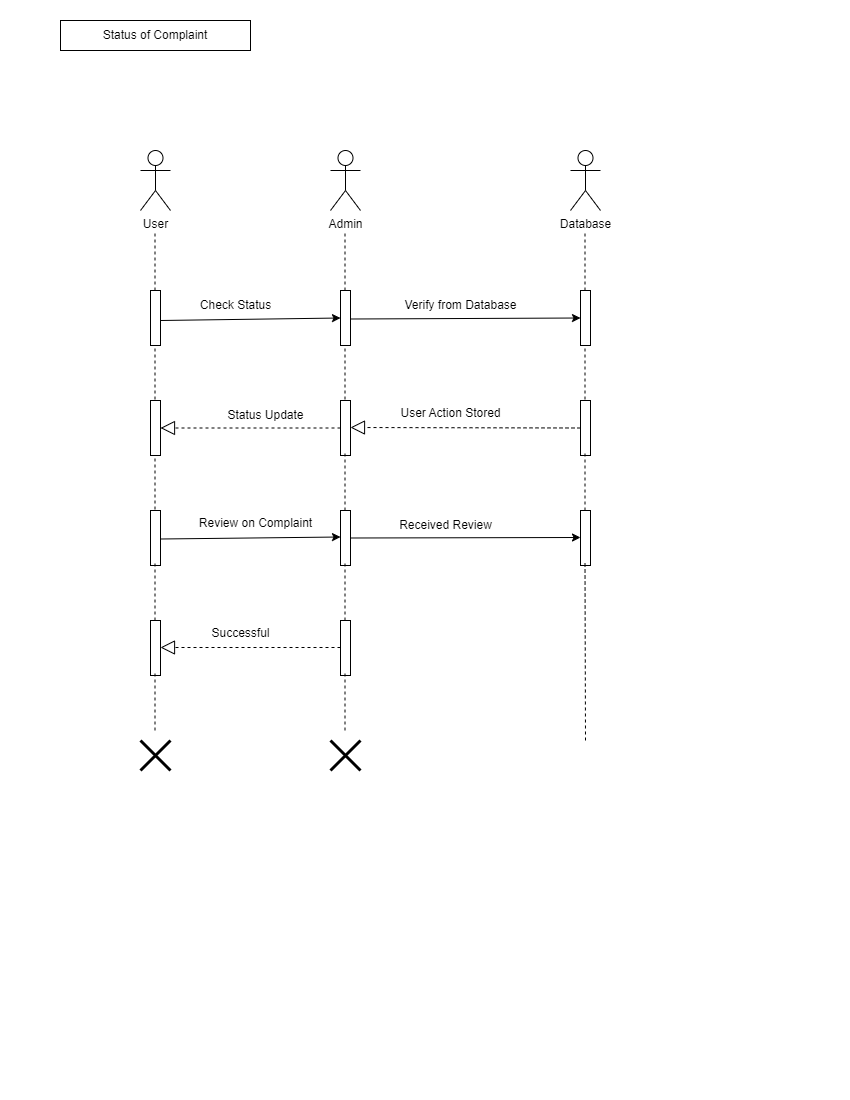 Status of Complaint
User
Admin
Database
Check Status
Verify from Database
Status Update
User Action Stored
Review on Complaint
Received Review
Successful